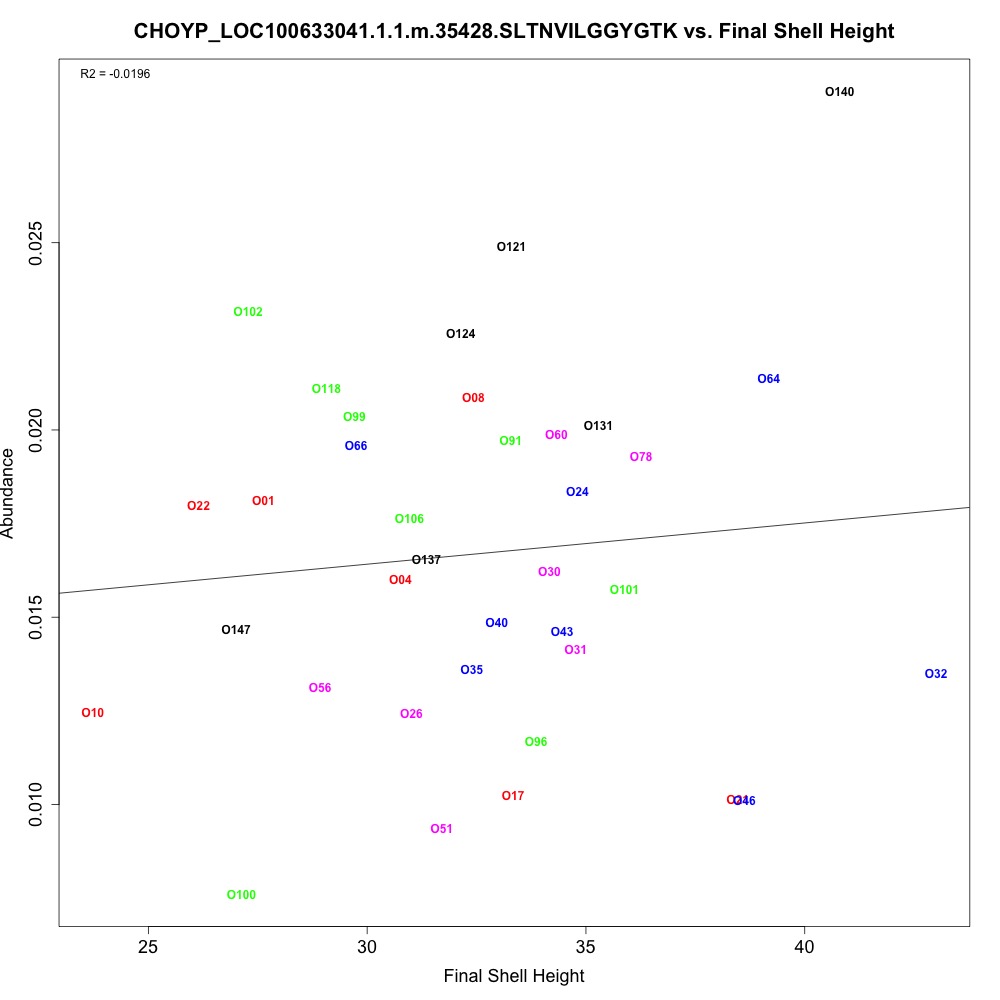 CHOYP_LOC100633041.1.1.m.35428.SLTNVILGGYGTK vs. Final Shell Height
R2 = -0.0196
O140
O121
O102
O124
O64
O118
O08
O99
O131
O60
O91
O66
O78
O24
O01
O22
O106
O137
O30
O04
O101
O40
O147
O43
O31
O35
O32
O56
O10
O26
O96
O17
O46
O51
O100
0.025
0.020
0.015
0.010
Abundance
25 30 35 40
Final Shell Height